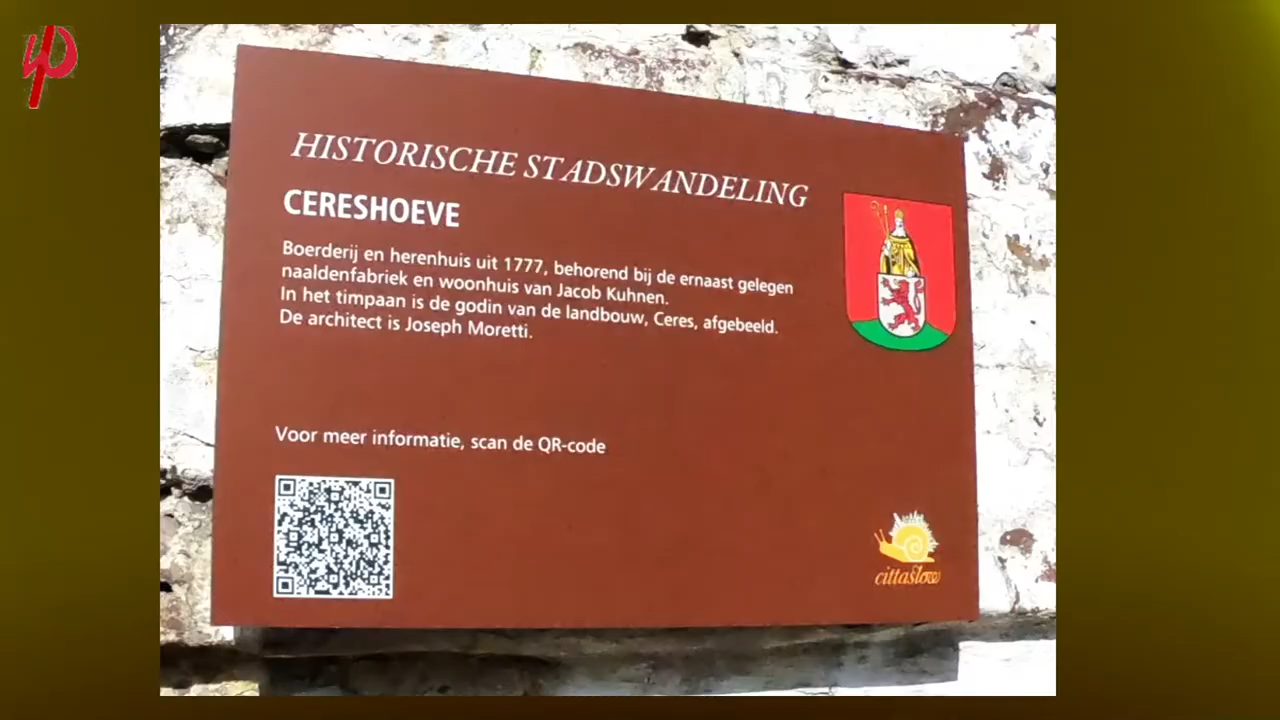 HISTORISCHE STADSWANDELING
CERESHOEVE
Boerderij en herenhuis uit 1777, behorend bij de ernaast gelegen
naaldenfabriek en woonhuis van Jacob Kuhnen.
In het timpaan is de godin van de landbouw, Ceres, afgebeeld.
De architect is Joseph Moretti.
Voor meer informatie, scan de QR-code
cittaslow